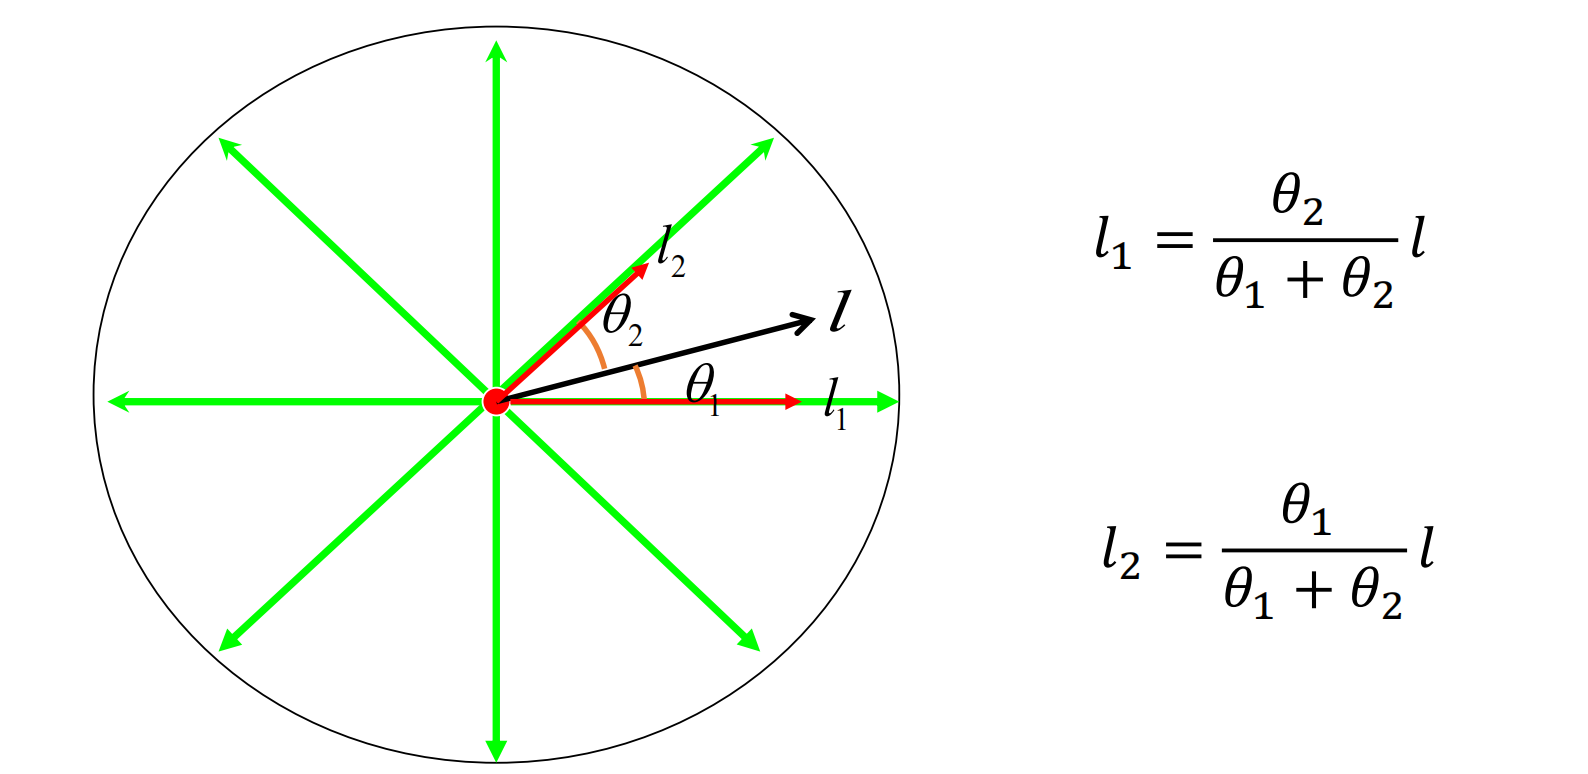 l₂
θ₂
l
θ₁
l₁
l₁ = θ₂ / (θ₁ + θ₂) l
l₂ = θ₁ / (θ₁ + θ₂) l